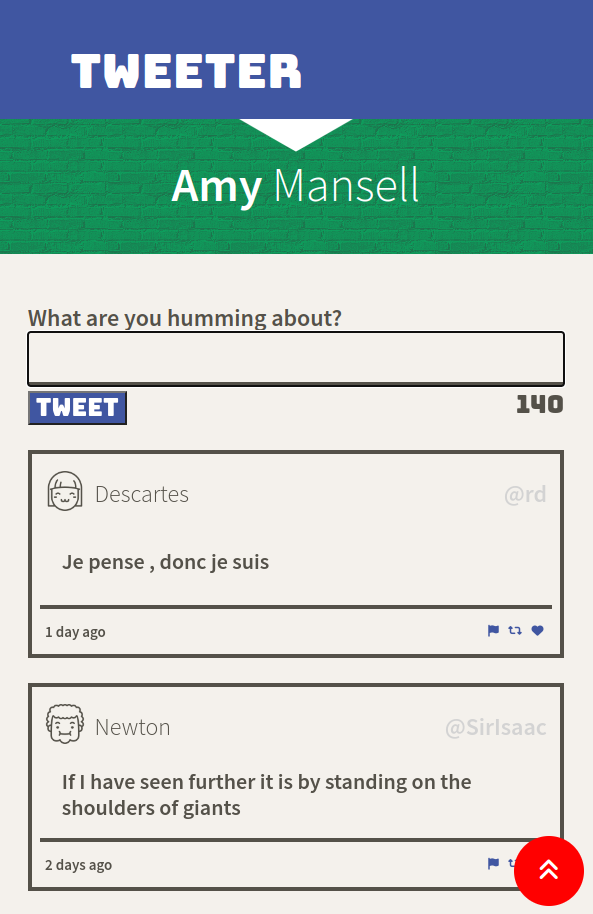 TWEETER
Amy Mansell
What are you humming about?
TWEET 140
Descartes @rd
Je pense , donc je suis
1 day ago
Newton @SirIsaac
If I have seen further it is by standing on the
shoulders of giants
2 days ago